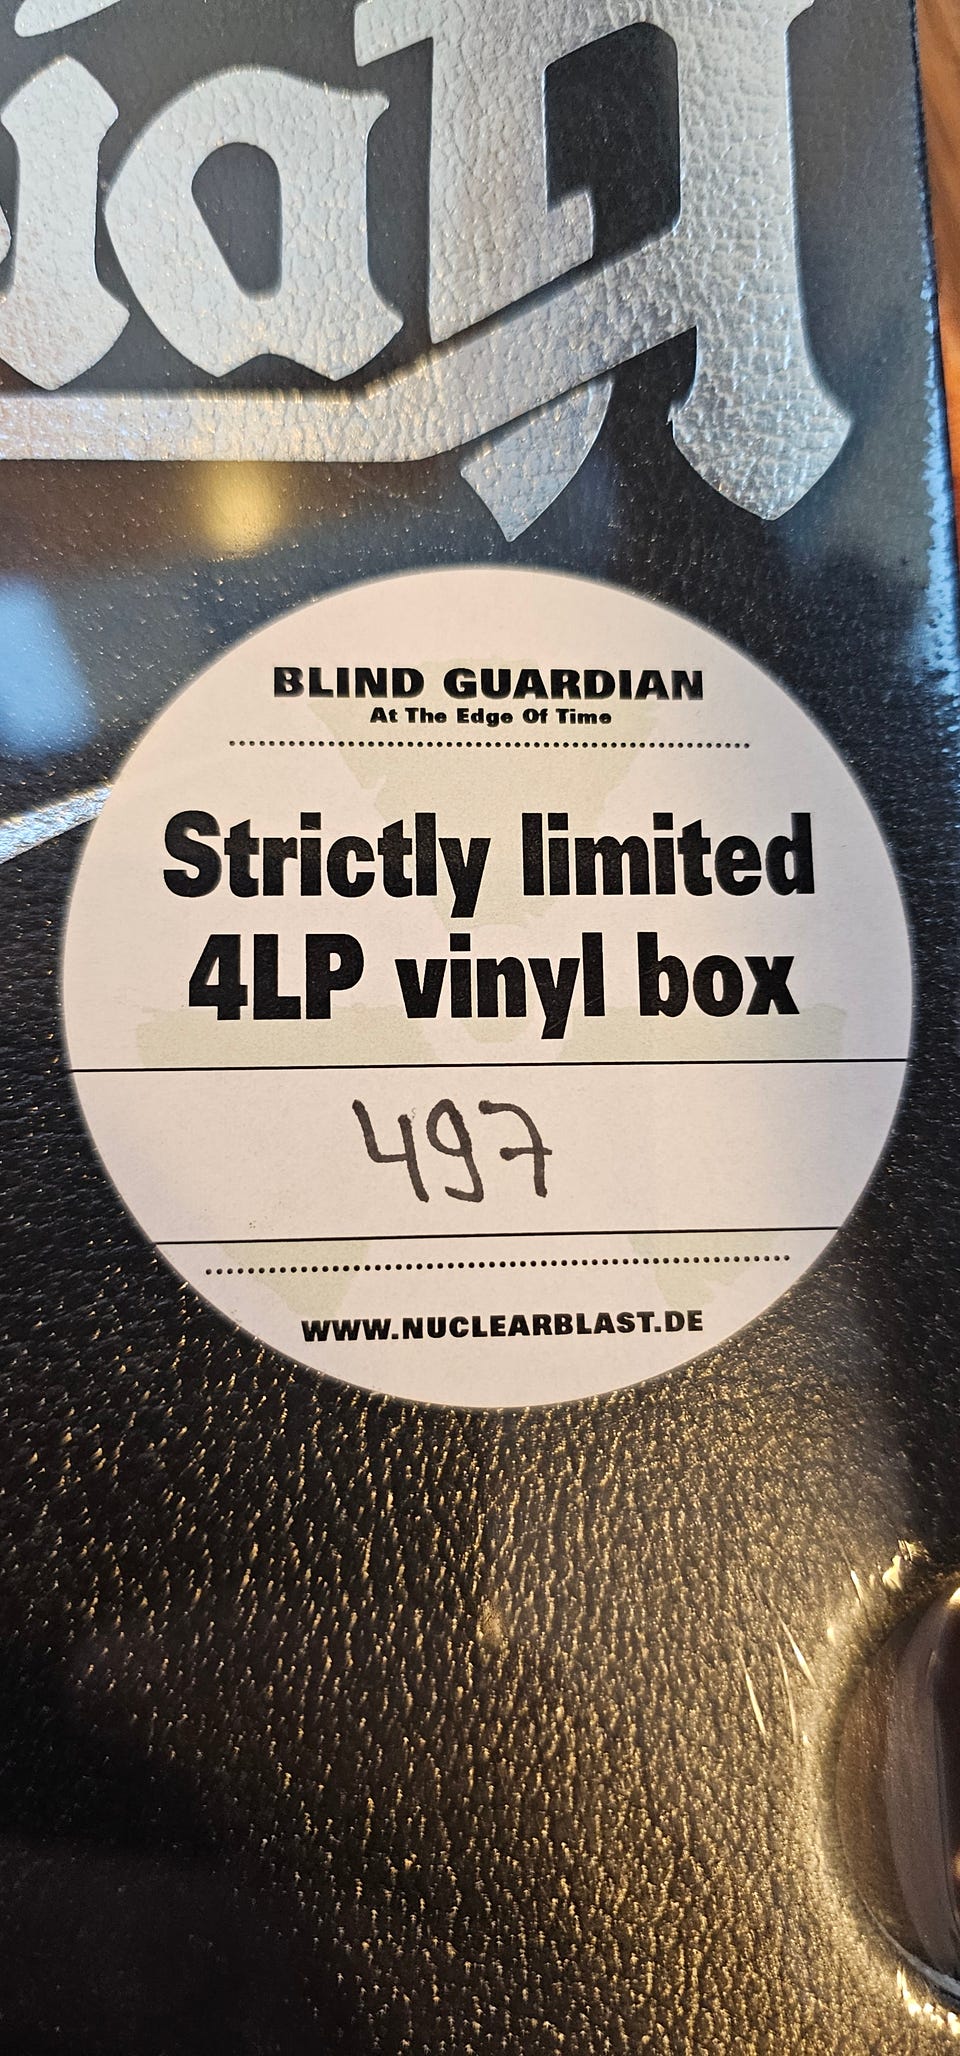 BLIND GUARDIAN
At The Edge Of Time
Strictly limited
4LP vinyl box
497
WWW.NUCLEARBLAST.DE